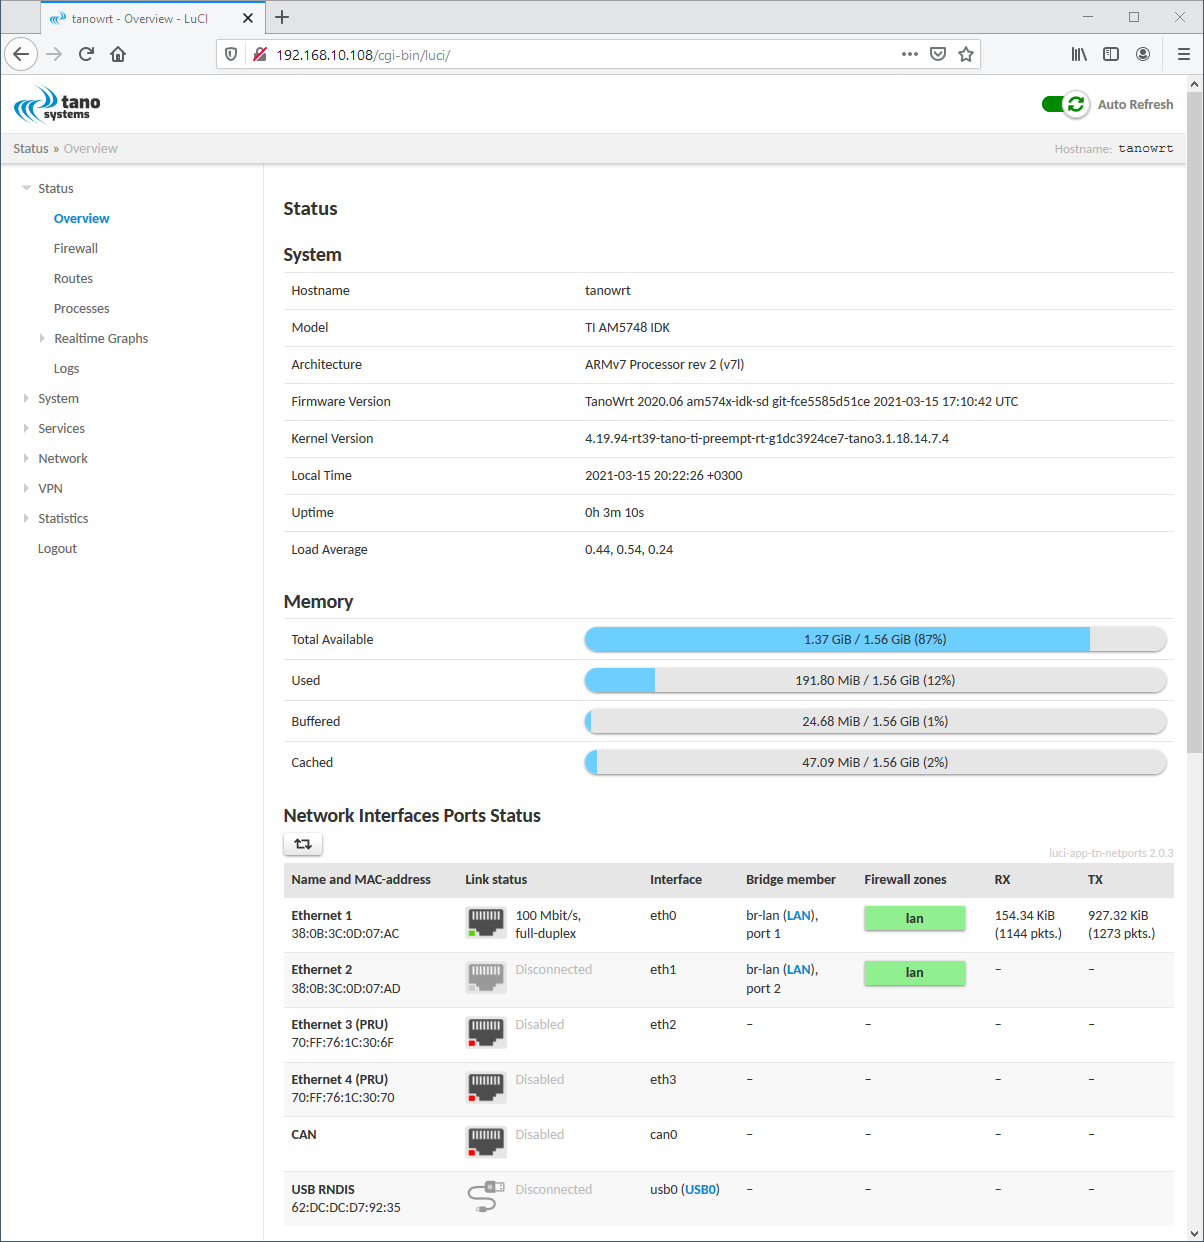 tanowrt - Overview - LuCI
192.168.10.108/cgi-bin/luci/
tano
systems
Auto Refresh
Status » Overview
Hostname: tanowrt
Status
Overview
Firewall
Routes
Processes
Realtime Graphs
Logs
System
Services
Network
VPN
Statistics
Logout
Status
System
Hostname tanowrt
Model TI AM5748 IDK
Architecture ARMv7 Processor rev 2 (v7l)
Firmware Version TanoWrt 2020.06 am574x-idk-sd git-fce5585d51ce 2021-03-15 17:10:42 UTC
Kernel Version 4.19.94-rt39-tano-ti-preempt-rt-g1dc3924ce7-tano3.1.18.14.7.4
Local Time 2021-03-15 20:22:26 +0300
Uptime 0h 3m 10s
Load Average 0.44, 0.54, 0.24
Memory
Total Available 1.37 GiB / 1.56 GiB (87%)
Used 191.80 MiB / 1.56 GiB (12%)
Buffered 24.68 MiB / 1.56 GiB (1%)
Cached 47.09 MiB / 1.56 GiB (2%)
Network Interfaces Ports Status
luci-app-tn-netports 2.0.3
Name and MAC-address Link status Interface Bridge member Firewall zones RX TX
Ethernet 1 100 Mbit/s, eth0 br-lan (LAN), lan 154.34 KiB 927.32 KiB
38:0B:3C:0D:07:AC full-duplex port 1 (1144 pkts.) (1273 pkts.)
Ethernet 2 Disconnected eth1 br-lan (LAN), lan – –
38:0B:3C:0D:07:AD port 2
Ethernet 3 (PRU) Disabled eth2 – – – –
70:FF:76:1C:30:6F
Ethernet 4 (PRU) Disabled eth3 – – – –
70:FF:76:1C:30:70
CAN Disabled can0 – – – –
USB RNDIS Disconnected usb0 (USB0) – – – –
62:DC:DC:D7:92:35